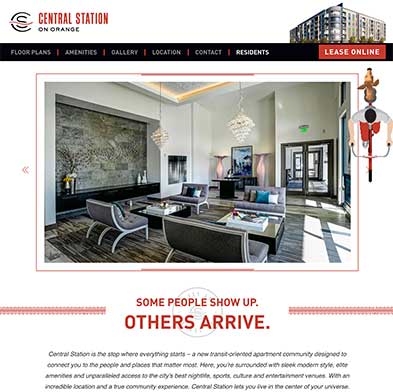 CENTRAL STATION
ON ORANGE
FLOOR PLANS | AMENITIES | GALLERY | LOCATION | CONTACT | RESIDENTS
LEASE ONLINE
SOME PEOPLE SHOW UP.
OTHERS ARRIVE.
Central Station is the stop where everything starts – a new transit-oriented apartment community designed to
connect you to the people and places that matter most. Here, you're surrounded with sleek modern style, elite
amenities and unparalleled access to the city's best nightlife, sports, culture and entertainment venues. With an
incredible location and a true community experience, Central Station lets you live in the center of your universe.